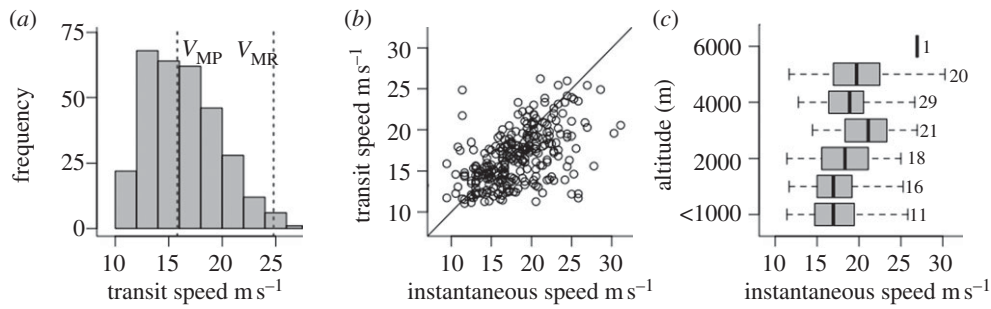 (a)
75
50
25
0
frequency
V_MP
V_MR
10 15 20 25
transit speed m s⁻¹
(b)
30
25
20
15
10
transit speed m s⁻¹
10 15 20 25 30
instantaneous speed m s⁻¹
(c)
6000
4000
2000
<1000
altitude (m)
1
20
29
21
18
16
11
10 15 20 25 30
instantaneous speed m s⁻¹